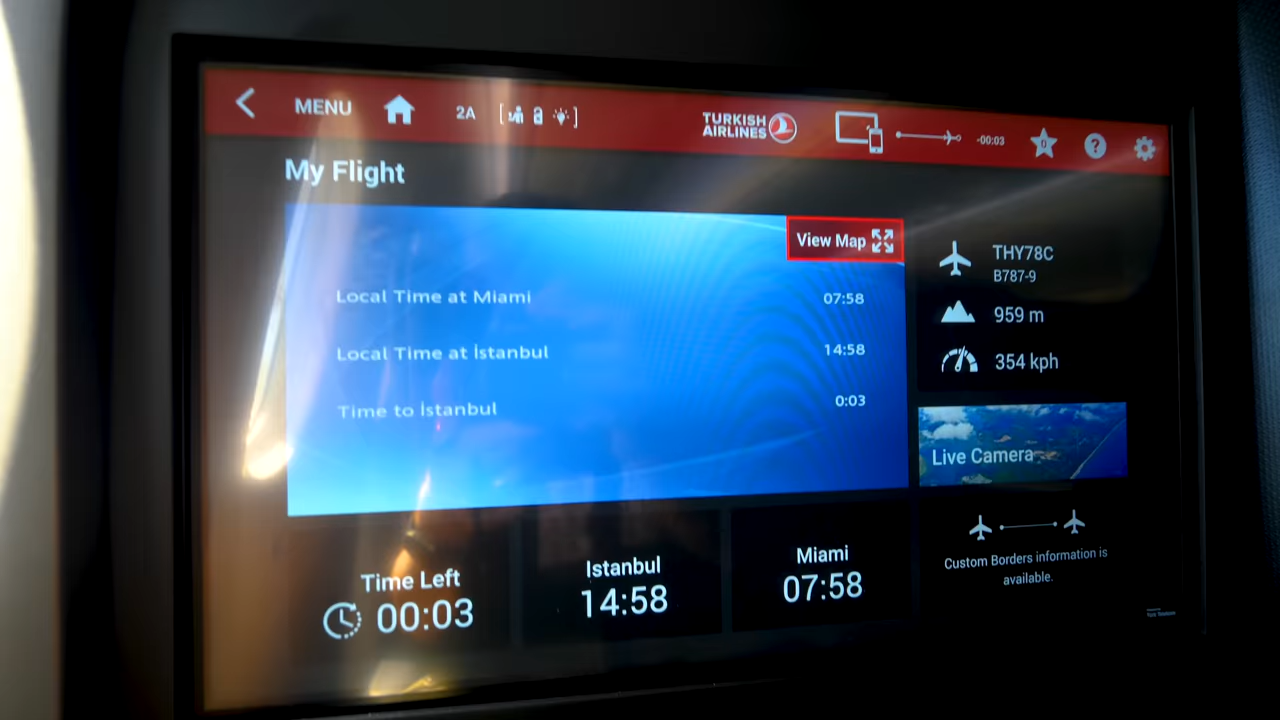 MENU 2A TURKISH AIRLINES -00:03 0 ?
My Flight
View Map
Local Time at Miami 07:58
Local Time at İstanbul 14:58
Time to İstanbul 0:03
THY78C
B787-9
959 m
354 kph
Live Camera
Custom Borders information is
available.
Time Left
00:03
Istanbul
14:58
Miami
07:58